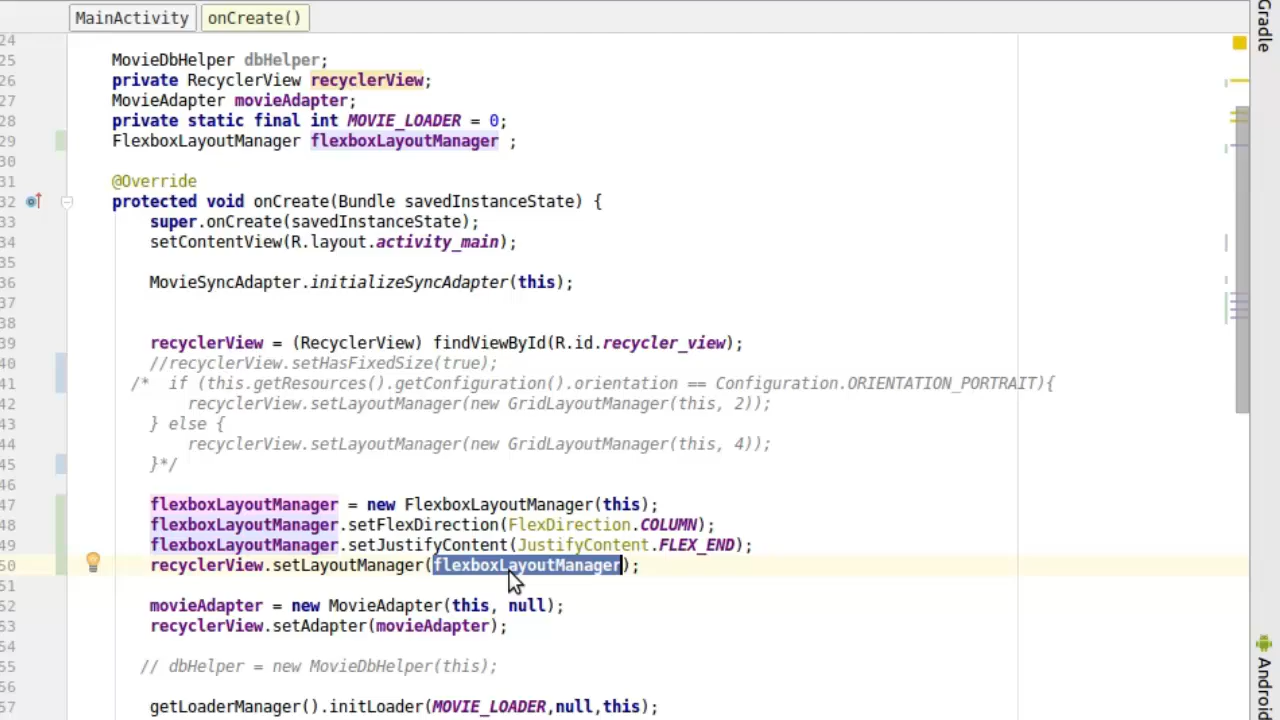 MainActivity onCreate()
24
25 MovieDbHelper dbHelper;
26 private RecyclerView recyclerView;
27 MovieAdapter movieAdapter;
28 private static final int MOVIE_LOADER = 0;
29 FlexboxLayoutManager flexboxLayoutManager ;
30
31 @Override
32 protected void onCreate(Bundle savedInstanceState) {
33 super.onCreate(savedInstanceState);
34 setContentView(R.layout.activity_main);
35
36 MovieSyncAdapter.initializeSyncAdapter(this);
37
38
39 recyclerView = (RecyclerView) findViewById(R.id.recycler_view);
40 //recyclerView.setHasFixedSize(true);
41 /* if (this.getResources().getConfiguration().orientation == Configuration.ORIENTATION_PORTRAIT){
42 recyclerView.setLayoutManager(new GridLayoutManager(this, 2));
43 } else {
44 recyclerView.setLayoutManager(new GridLayoutManager(this, 4));
45 }*/
46
47 flexboxLayoutManager = new FlexboxLayoutManager(this);
48 flexboxLayoutManager.setFlexDirection(FlexDirection.COLUMN);
49 flexboxLayoutManager.setJustifyContent(JustifyContent.FLEX_END);
50 recyclerView.setLayoutManager(flexboxLayoutManager);
51
52 movieAdapter = new MovieAdapter(this, null);
53 recyclerView.setAdapter(movieAdapter);
54
55 // dbHelper = new MovieDbHelper(this);
56
57 getLoaderManager().initLoader(MOVIE_LOADER,null,this);
Gradle
Android